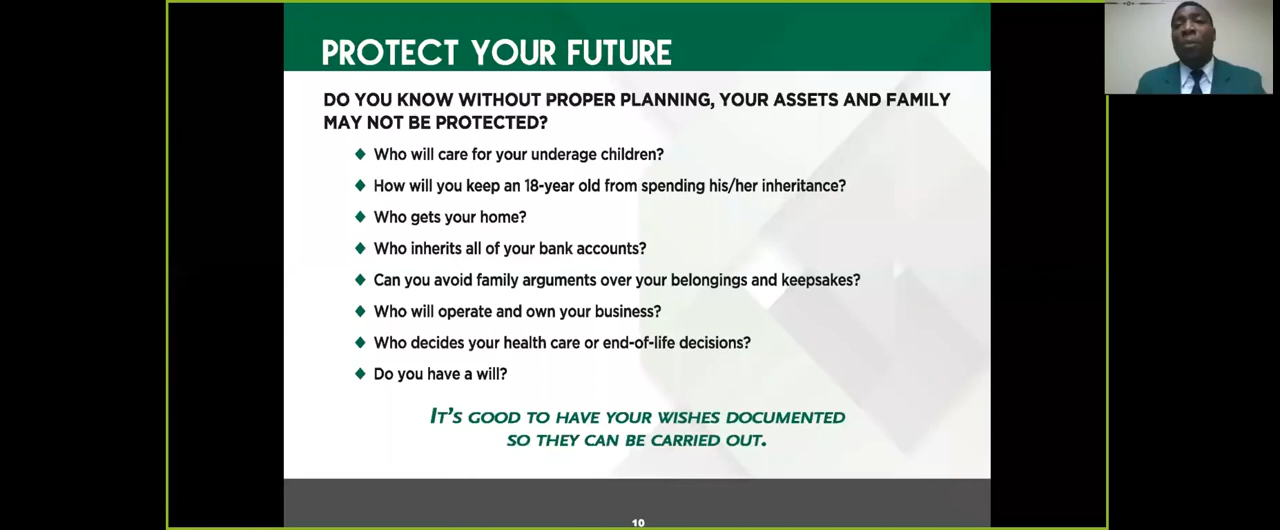 PROTECT YOUR FUTURE
DO YOU KNOW WITHOUT PROPER PLANNING, YOUR ASSETS AND FAMILY
MAY NOT BE PROTECTED?
Who will care for your underage children?
How will you keep an 18-year old from spending his/her inheritance?
Who gets your home?
Who inherits all of your bank accounts?
Can you avoid family arguments over your belongings and keepsakes?
Who will operate and own your business?
Who decides your health care or end-of-life decisions?
Do you have a will?
IT'S GOOD TO HAVE YOUR WISHES DOCUMENTED
SO THEY CAN BE CARRIED OUT.
10